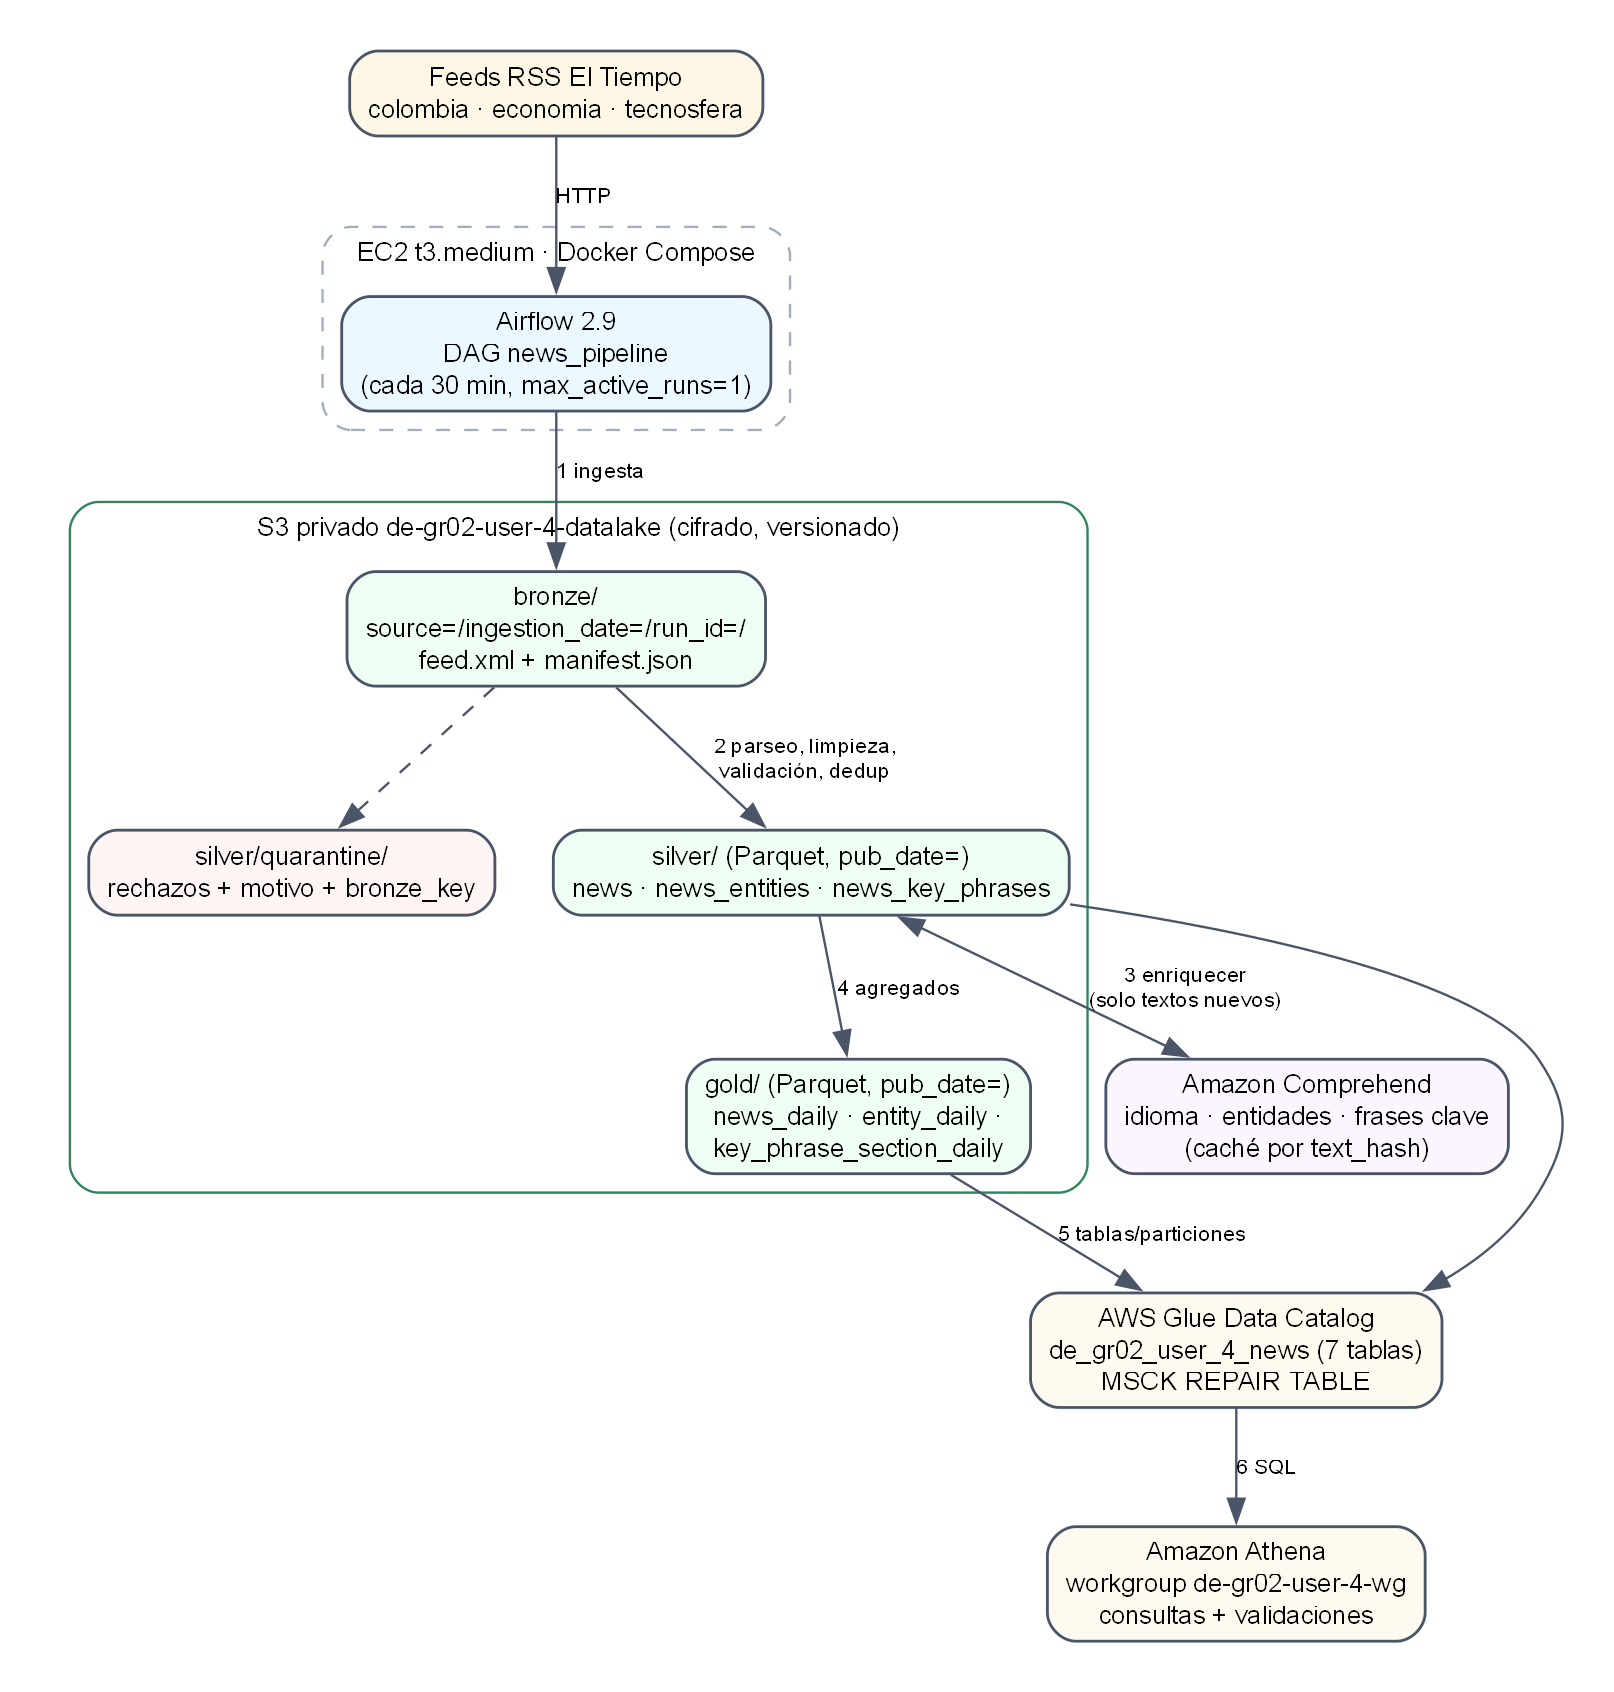 Feeds RSS El Tiempo
colombia · economia · tecnosfera
HTTP
EC2 t3.medium · Docker Compose
Airflow 2.9
DAG news_pipeline
(cada 30 min, max_active_runs=1)
1 ingesta
S3 privado de-gr02-user-4-datalake (cifrado, versionado)
bronze/
source=/ingestion_date=/run_id=/
feed.xml + manifest.json
2 parseo, limpieza,
validación, dedup
silver/quarantine/
rechazos + motivo + bronze_key
silver/ (Parquet, pub_date=)
news · news_entities · news_key_phrases
3 enriquecer
(solo textos nuevos)
4 agregados
gold/ (Parquet, pub_date=)
news_daily · entity_daily ·
key_phrase_section_daily
Amazon Comprehend
idioma · entidades · frases clave
(caché por text_hash)
5 tablas/particiones
AWS Glue Data Catalog
de_gr02_user_4_news (7 tablas)
MSCK REPAIR TABLE
6 SQL
Amazon Athena
workgroup de-gr02-user-4-wg
consultas + validaciones